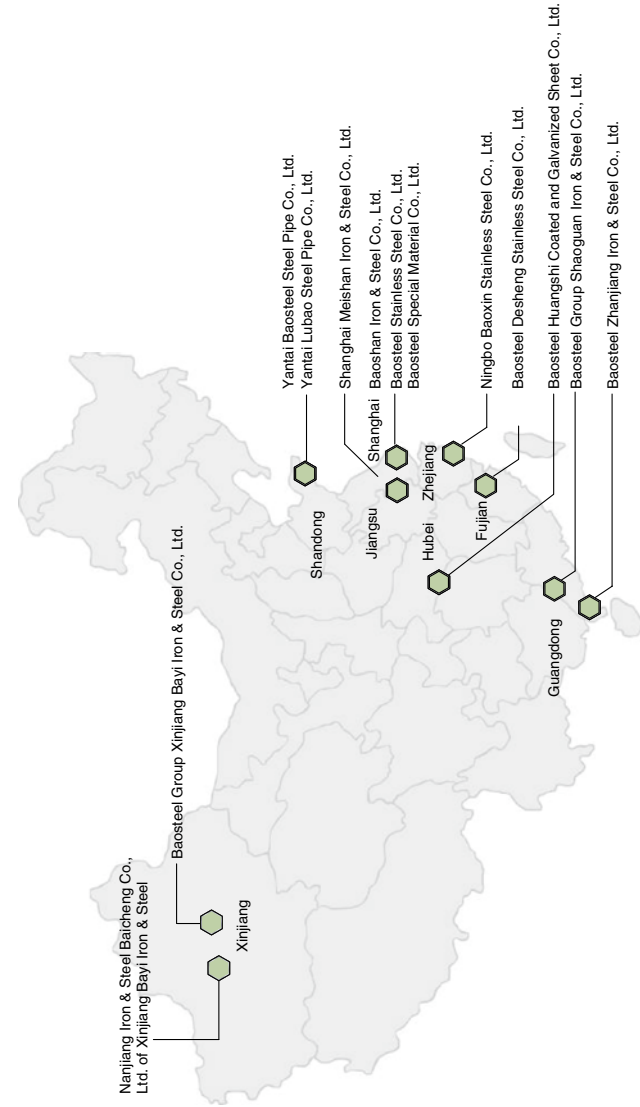 Nanjiang Iron & Steel Baicheng Co.,
Ltd. of Xinjiang Bayi Iron & Steel
Baosteel Group Xinjiang Bayi Iron & Steel Co., Ltd.
Xinjiang
Yantai Baosteel Steel Pipe Co., Ltd.
Yantai Lubao Steel Pipe Co., Ltd.
Shandong
Shanghai Meishan Iron & Steel Co., Ltd.
Jiangsu
Shanghai
Baoshan Iron & Steel Co., Ltd.
Baosteel Stainless Steel Co., Ltd.
Baosteel Special Material Co., Ltd.
Zhejiang
Hubei
Ningbo Baoxin Stainless Steel Co., Ltd.
Fujian
Baosteel Desheng Stainless Steel Co., Ltd.
Baosteel Huangshi Coated and Galvanized Sheet Co., Ltd.
Baosteel Group Shaoguan Iron & Steel Co., Ltd.
Guangdong
Baosteel Zhanjiang Iron & Steel Co., Ltd.